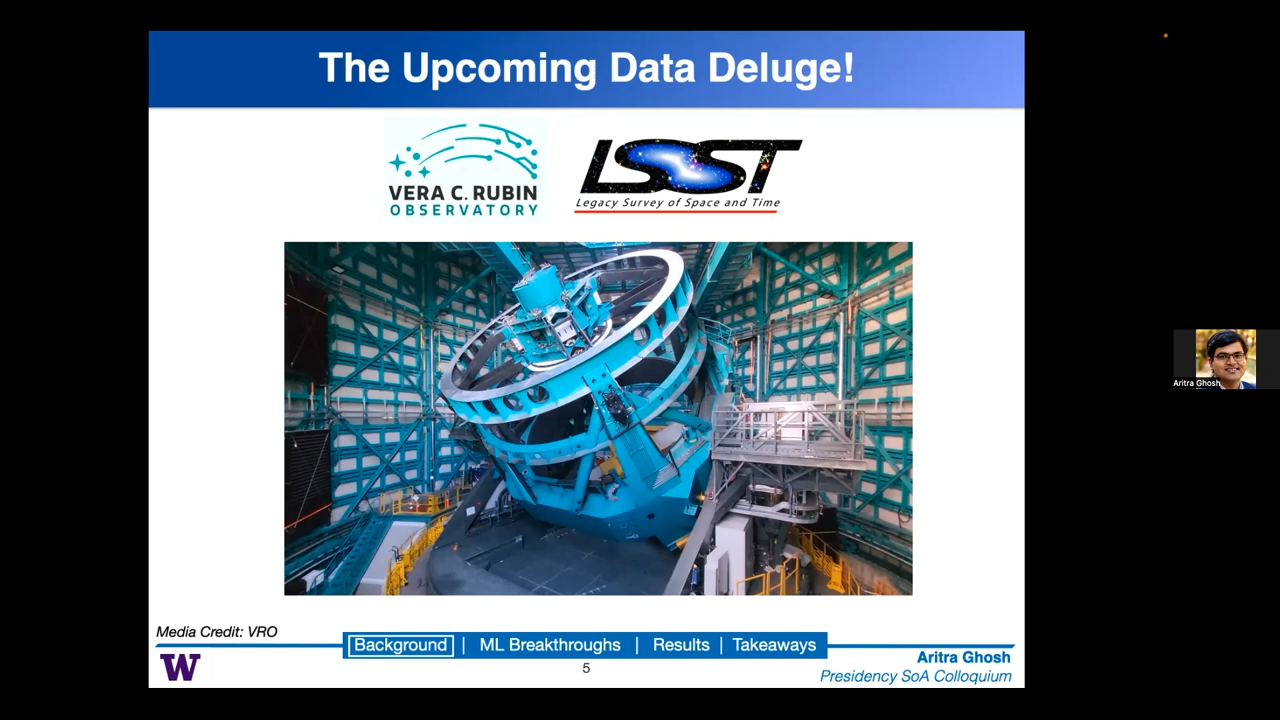 The Upcoming Data Deluge!
VERA C. RUBIN
OBSERVATORY
LSST
Legacy Survey of Space and Time
Aritra Ghosh
Media Credit: VRO
Background | ML Breakthroughs | Results | Takeaways
W
5
Aritra Ghosh
Presidency SoA Colloquium